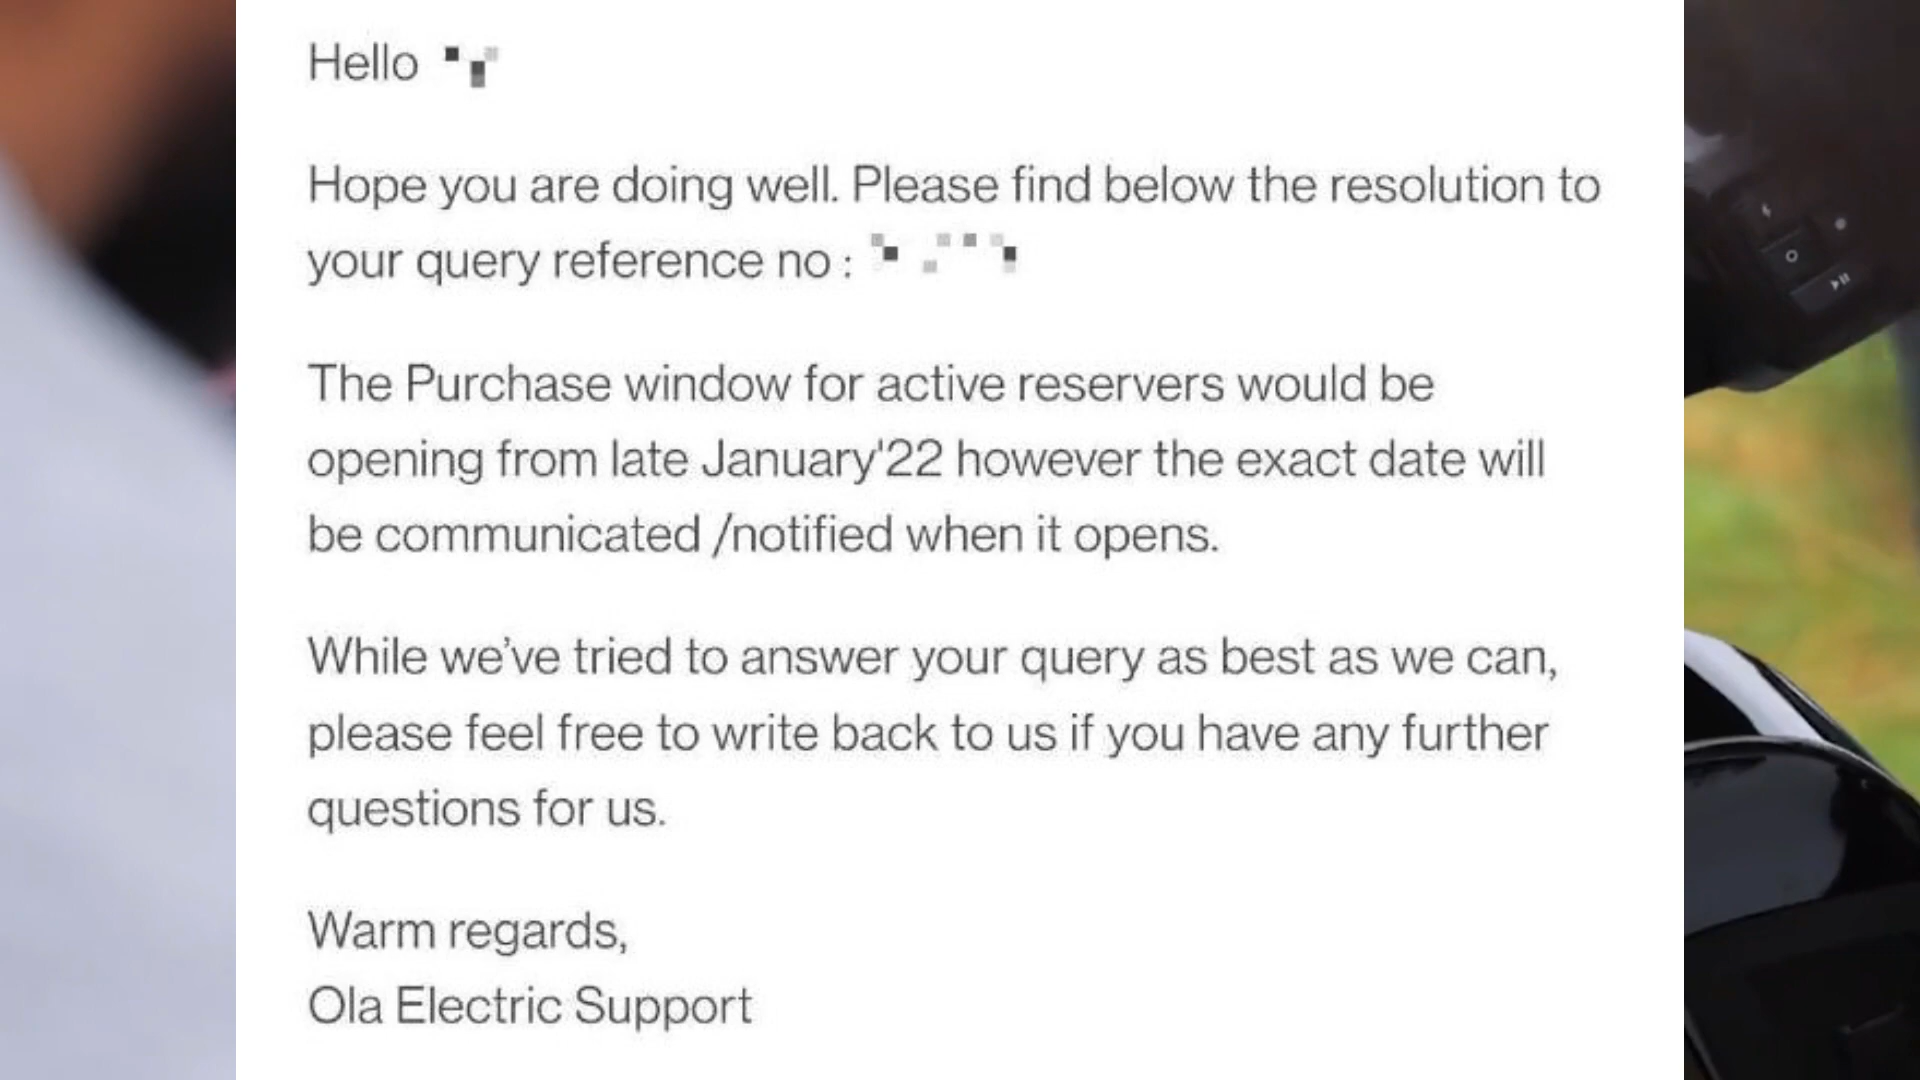 Hello
Hope you are doing well. Please find below the resolution to
your query reference no :
The Purchase window for active reservers would be
opening from late January'22 however the exact date will
be communicated /notified when it opens.
While we’ve tried to answer your query as best as we can,
please feel free to write back to us if you have any further
questions for us.
Warm regards,
Ola Electric Support